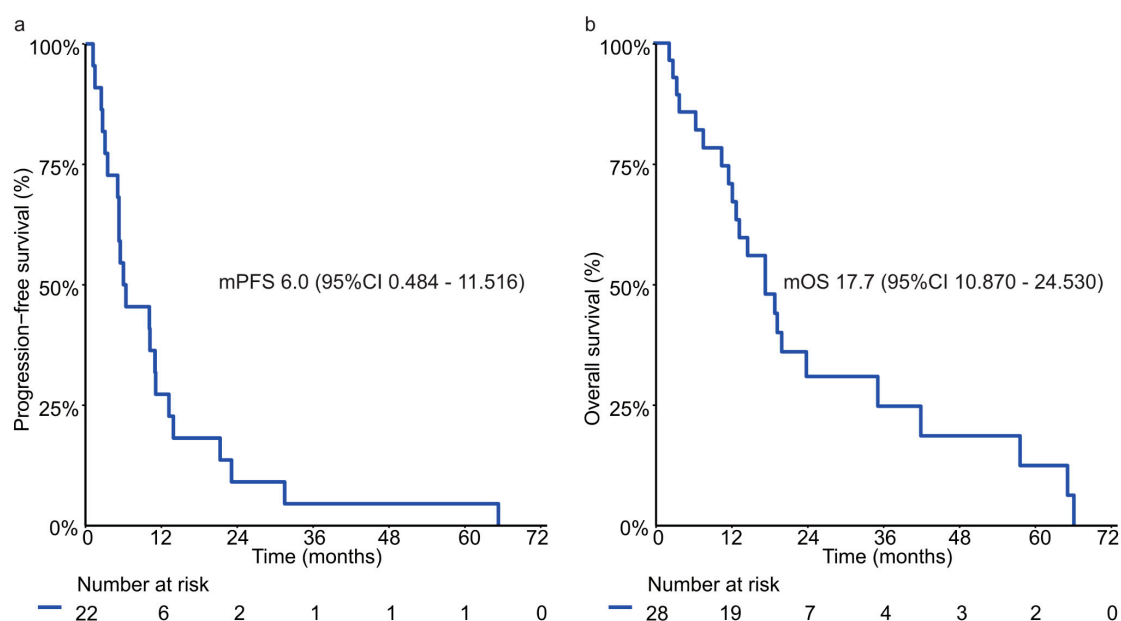 a
100%
75%
50%
25%
0%
Progression-free survival (%)
mPFS 6.0 (95%CI 0.484 - 11.516)
0 12 24 36 48 60 72
Time (months)
Number at risk
22 6 2 1 1 1 0
b
100%
75%
50%
25%
0%
Overall survival (%)
mOS 17.7 (95%CI 10.870 - 24.530)
0 12 24 36 48 60 72
Time (months)
Number at risk
28 19 7 4 3 2 0